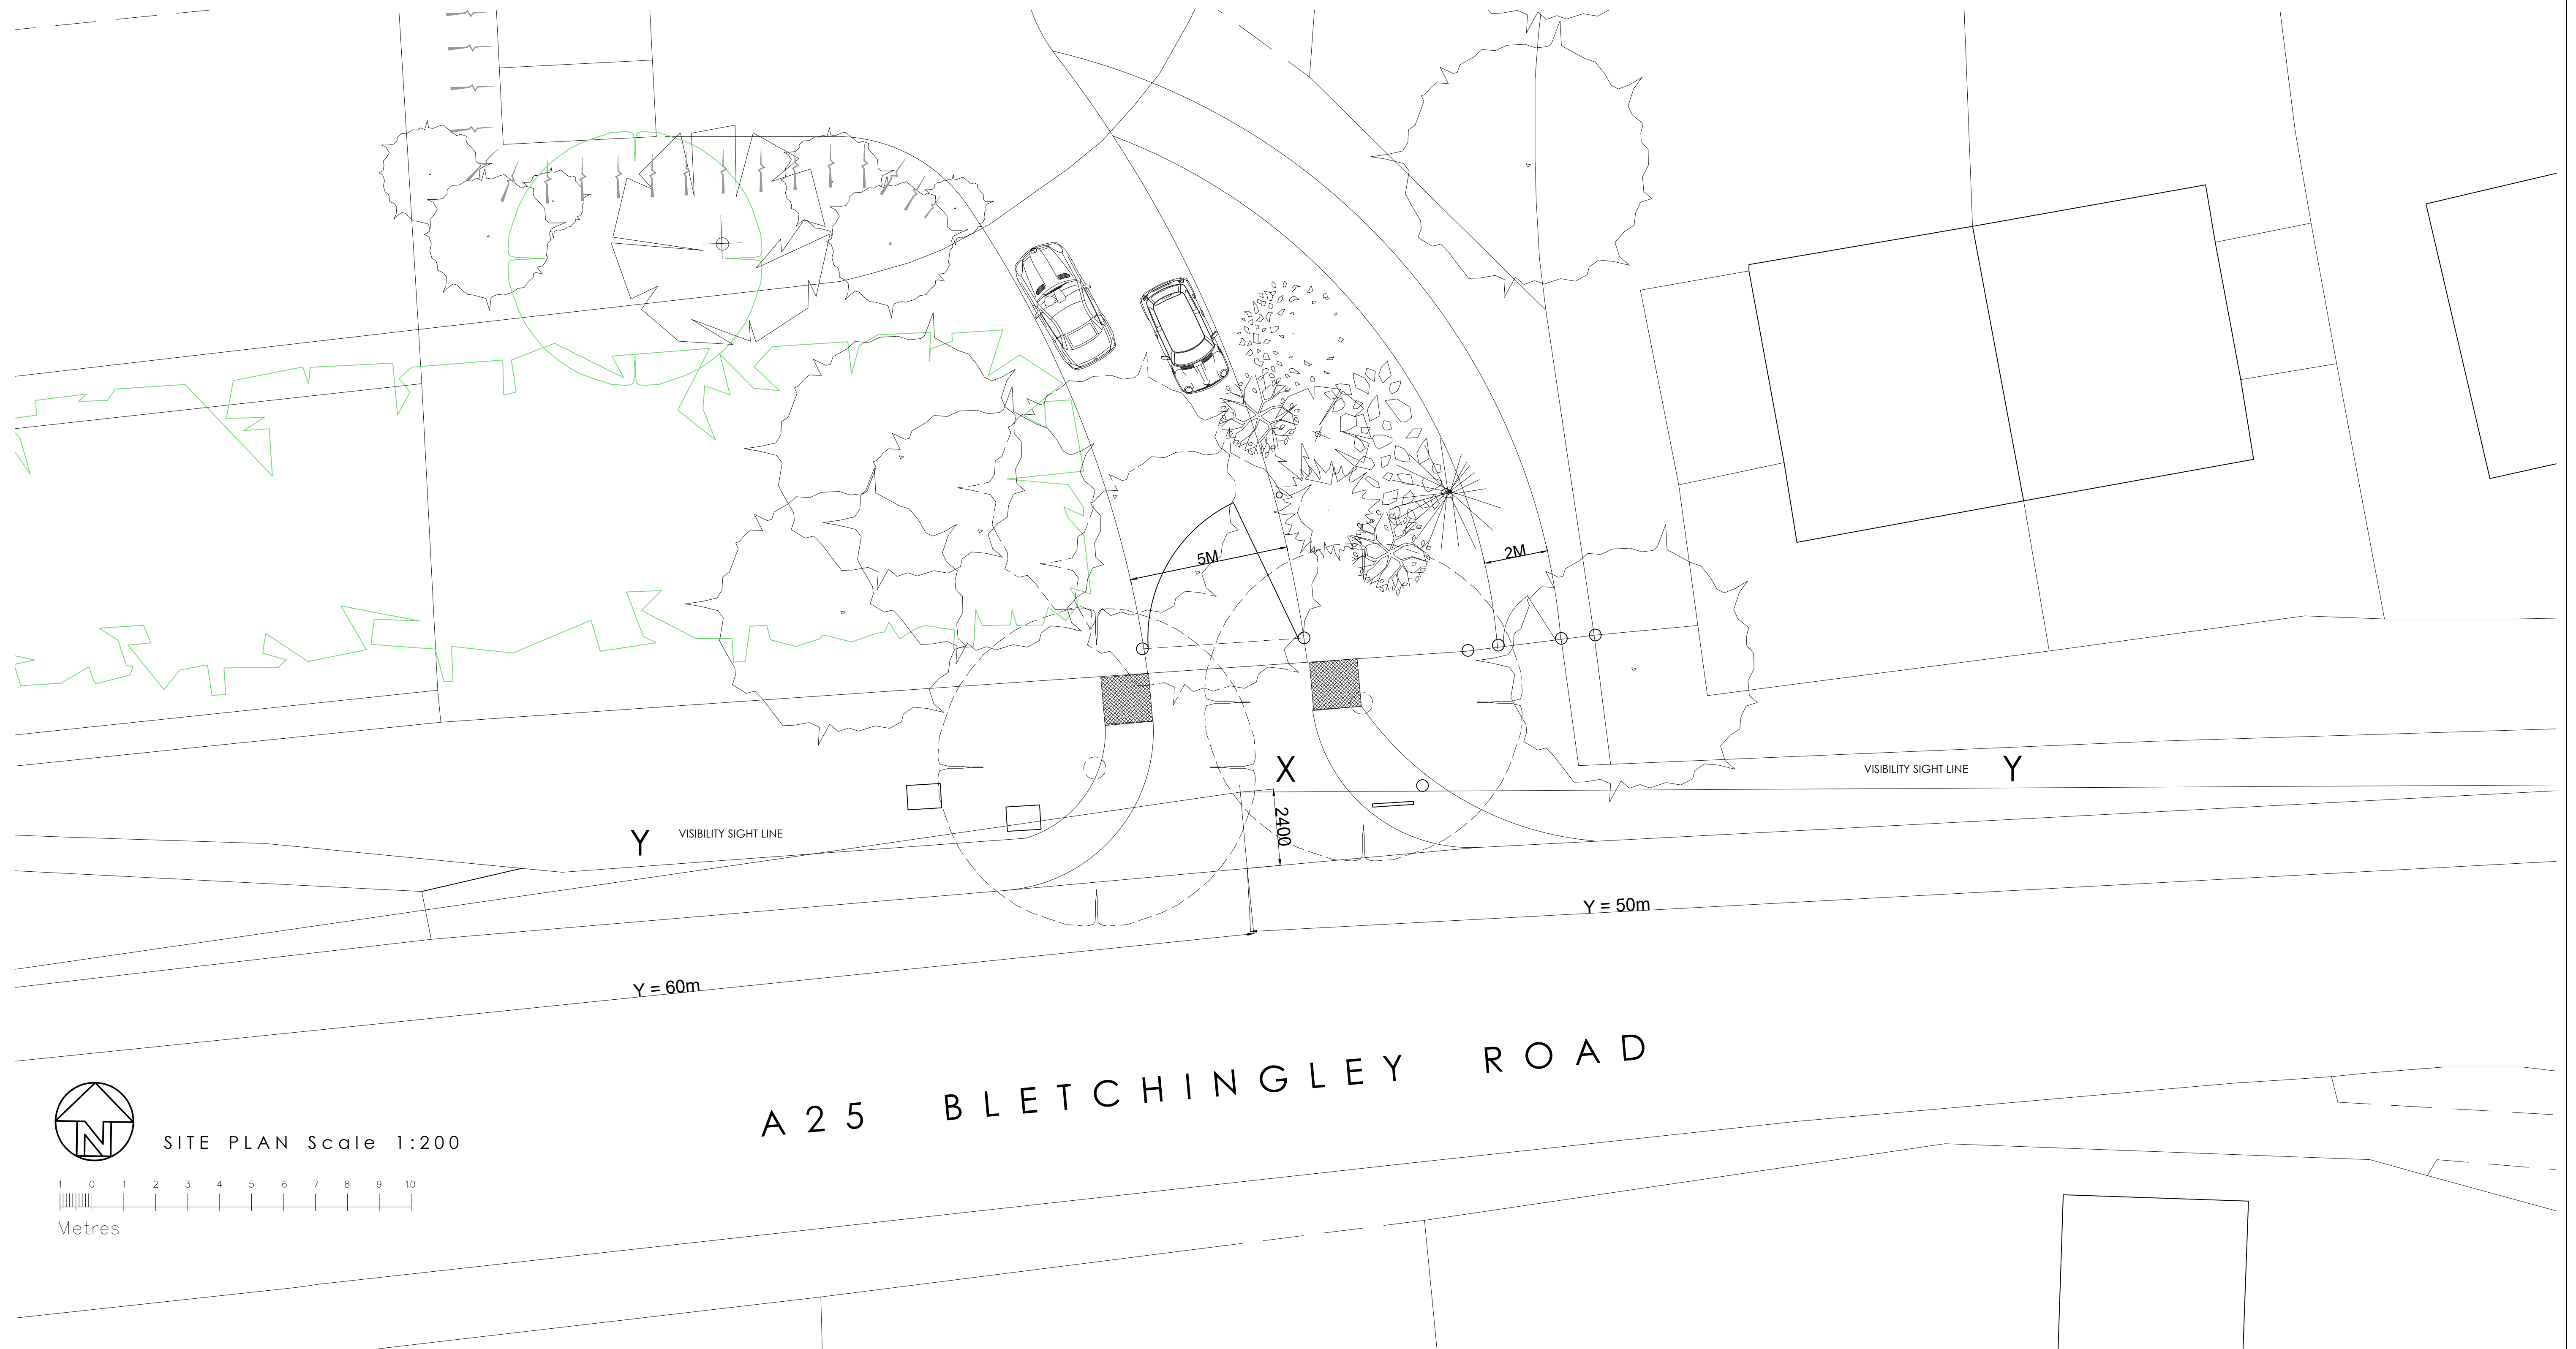 5M
2M
X
VISIBILITY SIGHT LINE Y
2400
Y VISIBILITY SIGHT LINE
Y = 50m
Y = 60m
A25 BLETCHINGLEY ROAD
N
SITE PLAN Scale 1:200
1 0 1 2 3 4 5 6 7 8 9 10
Metres